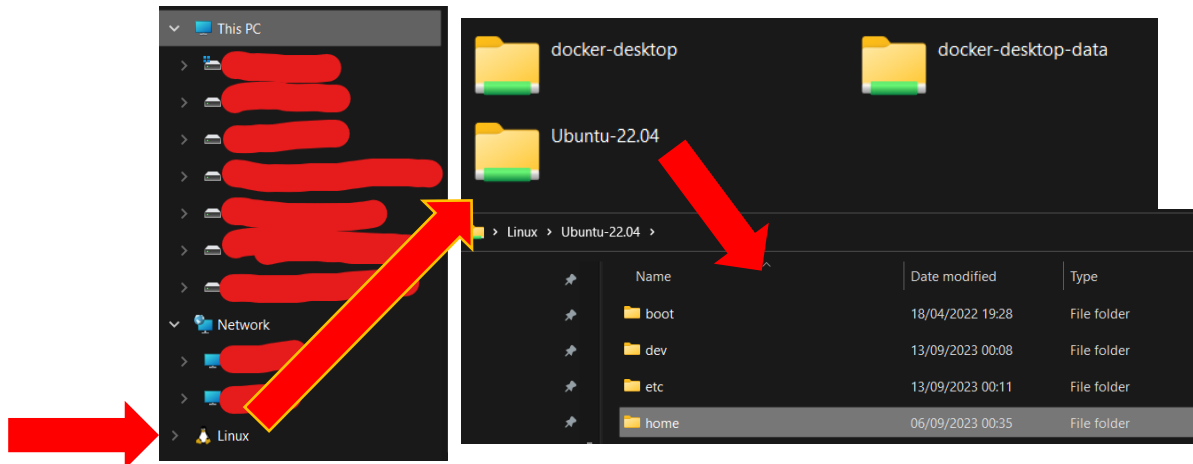 This PC
Network
Linux
docker-desktop
docker-desktop-data
Ubuntu-22.04
> Linux > Ubuntu-22.04 >
Name Date modified Type
boot 18/04/2022 19:28 File folder
dev 13/09/2023 00:08 File folder
etc 13/09/2023 00:11 File folder
home 06/09/2023 00:35 File folder